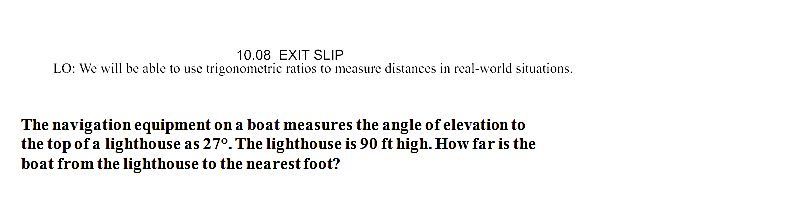 10.08 EXIT SLIP
LO: We will be able to use trigonometric ratios to measure distances in real-world situations.
The navigation equipment on a boat measures the angle of elevation to
the top of a lighthouse as 27°. The lighthouse is 90 ft high. How far is the
boat from the lighthouse to the nearest foot?